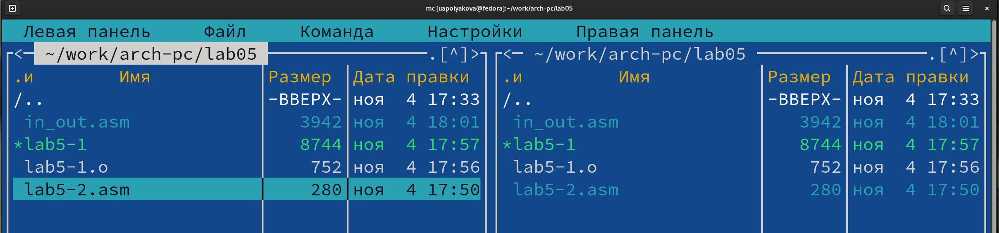 mc [uapolyakova@fedora]:~/work/arch-pc/lab05
Левая панель Файл Команда Настройки Правая панель
<─ ~/work/arch-pc/lab05 ─.[^]> <─ ~/work/arch-pc/lab05 ─.[^]>
.и Имя Размер Дата правки .и Имя Размер Дата правки
/.. -ВВЕРХ- ноя 4 17:33 /.. -ВВЕРХ- ноя 4 17:33
in_out.asm 3942 ноя 4 18:01 in_out.asm 3942 ноя 4 18:01
*lab5-1 8744 ноя 4 17:57 *lab5-1 8744 ноя 4 17:57
lab5-1.o 752 ноя 4 17:56 lab5-1.o 752 ноя 4 17:56
lab5-2.asm 280 ноя 4 17:50 lab5-2.asm 280 ноя 4 17:50